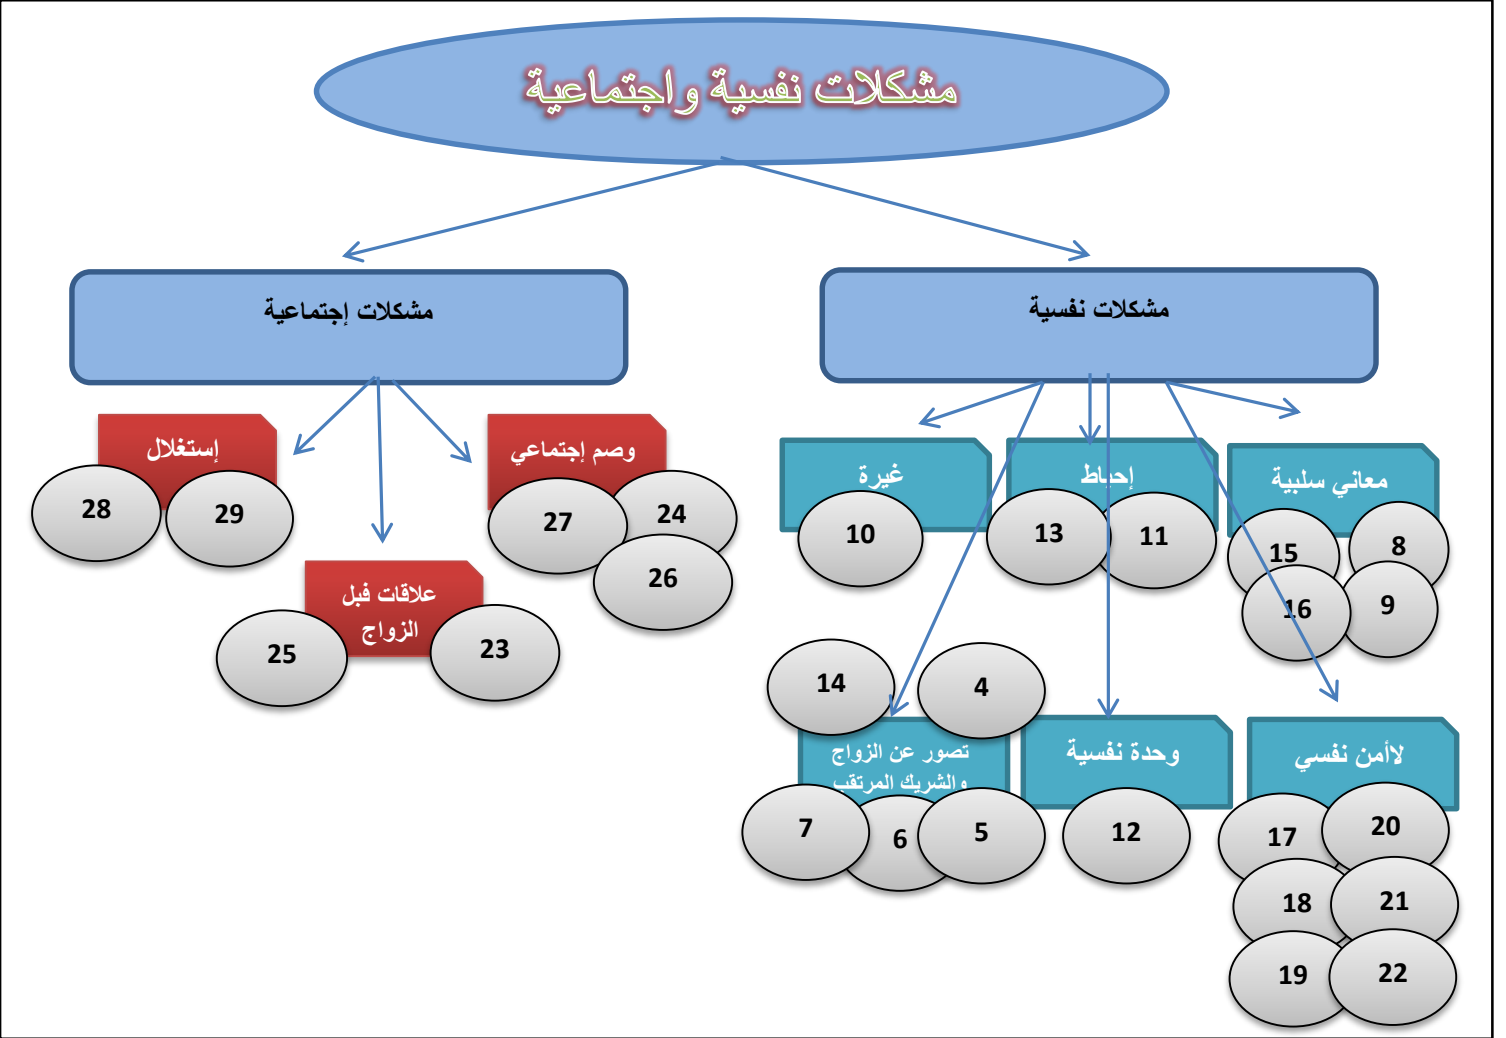 مشكلات نفسية واجتماعية
مشكلات نفسية
مشكلات إجتماعية
معاني سلبية
15
8
16
9
إحباط
13
11
غيرة
10
لاأمن نفسي
17
20
18
21
19
22
وحدة نفسية
12
14
4
تصور عن الزواج
والشريك المرتقب
7
6
5
وصم إجتماعي
27
24
26
علاقات فبل
الزواج
25
23
إستغلال
28
29